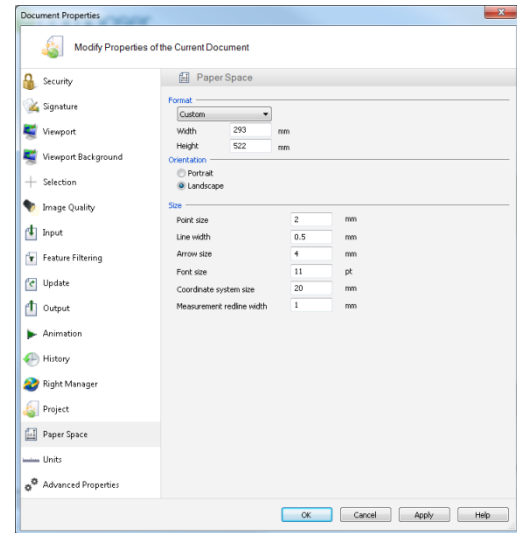 Document Properties
Modify Properties of the Current Document
Security
Signature
Viewport
Viewport Background
Selection
Image Quality
Input
Feature Filtering
Update
Output
Animation
History
Right Manager
Project
Paper Space
Units
Advanced Properties
Paper Space
Format
Custom
Width 293 mm
Height 522 mm
Orientation
Portrait
Landscape
Size
Point size 2 mm
Line width 0.5 mm
Arrow size 4 mm
Font size 11 pt
Coordinate system size 20 mm
Measurement redline width 1 mm
OK Cancel Apply Help